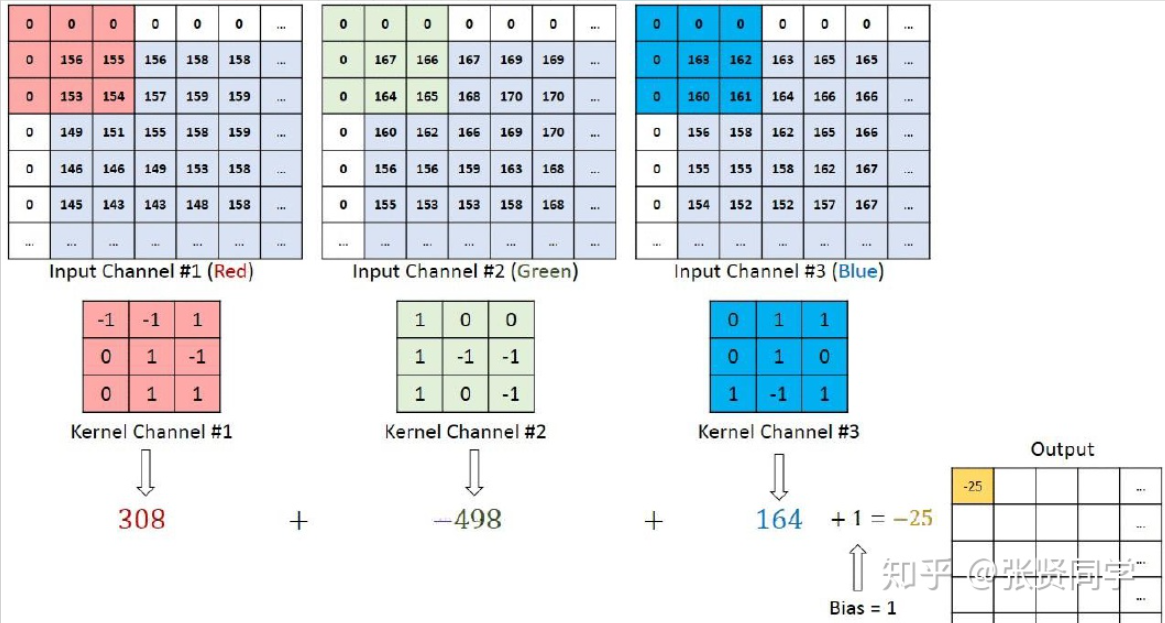 0 0 0 0 0 0 ... 0 0 0 0 0 0 ... 0 0 0 0 0 0 ...
0 156 155 156 158 158 ... 0 167 166 167 169 169 ... 0 163 162 163 165 165 ...
0 153 154 157 159 159 ... 0 164 165 168 170 170 ... 0 160 161 164 166 166 ...
0 149 151 155 158 159 ... 0 160 162 166 169 170 ... 0 156 158 162 165 166 ...
0 146 146 149 153 158 ... 0 156 156 159 163 168 ... 0 155 155 158 162 167 ...
0 145 143 143 148 158 ... 0 155 153 153 158 168 ... 0 154 152 152 157 167 ...
... ... ... ... ... ... ... ... ... ... ... ... ... ... ... ... ... ... ... ... ...
Input Channel #1 (Red) Input Channel #2 (Green) Input Channel #3 (Blue)
-1 -1 1 1 0 0 0 1 1
0 1 -1 1 -1 -1 0 1 0
0 1 1 1 0 -1 1 -1 1
Kernel Channel #1 Kernel Channel #2 Kernel Channel #3
Output
-25 ...
308 + −498 + 164 + 1 = −25
...
...
...
Bias = 1
知乎 @张贤同学